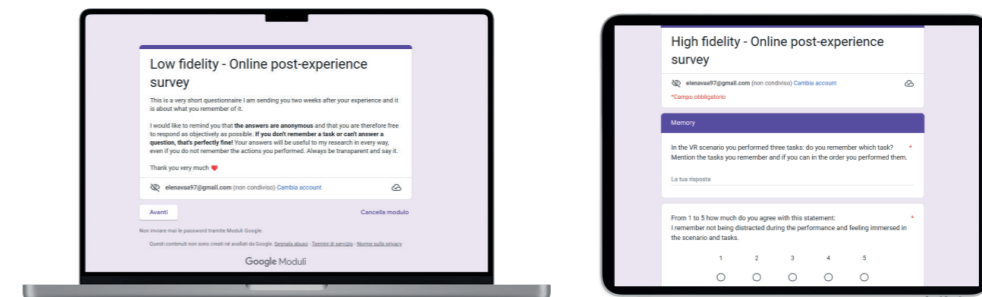 Low fidelity - Online post-experience
survey
This is a very short questionnaire I am sending you two weeks after your experience and it
is about what you remember of it.
I would like to remind you that the answers are anonymous and that you are therefore free
to respond as objectively as possible. If you don't remember a task or can't answer a
question, that's perfectly fine! Your answers will be useful to my research in every way,
even if you do not remember the actions you performed. Always be transparent and say it.
Thank you very much
elenavaa97@gmail.com (non condiviso) Cambia account
Avanti
Cancella modulo
Non inviare mai le password tramite Moduli Google.
Questi contenuti non sono creati né avallati da Google. Segnala abuso - Termini di servizio - Norme sulla privacy
Google Moduli
High fidelity - Online post-experience
survey
elenavaa97@gmail.com (non condiviso) Cambia account
*Campo obbligatorio
Memory
In the VR scenario you performed three tasks: do you remember which task? *
Mention the tasks you remember and if you can in the order you performed them.
La tua risposta
From 1 to 5 how much do you agree with this statement: *
I remember not being distracted during the performance and feeling immersed in
the scenario and tasks.
1 2 3 4 5